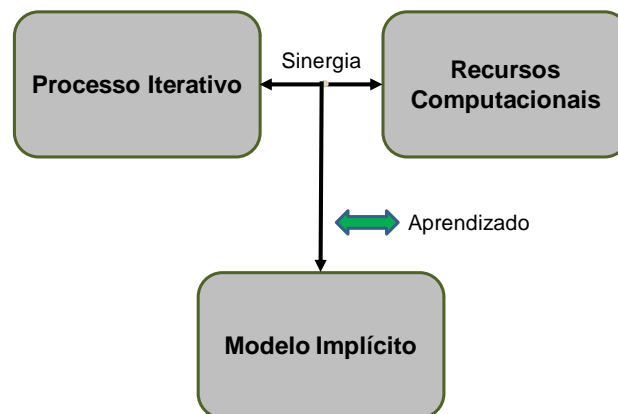 Processo Iterativo
Sinergia
Recursos
Computacionais
Aprendizado
Modelo Implícito